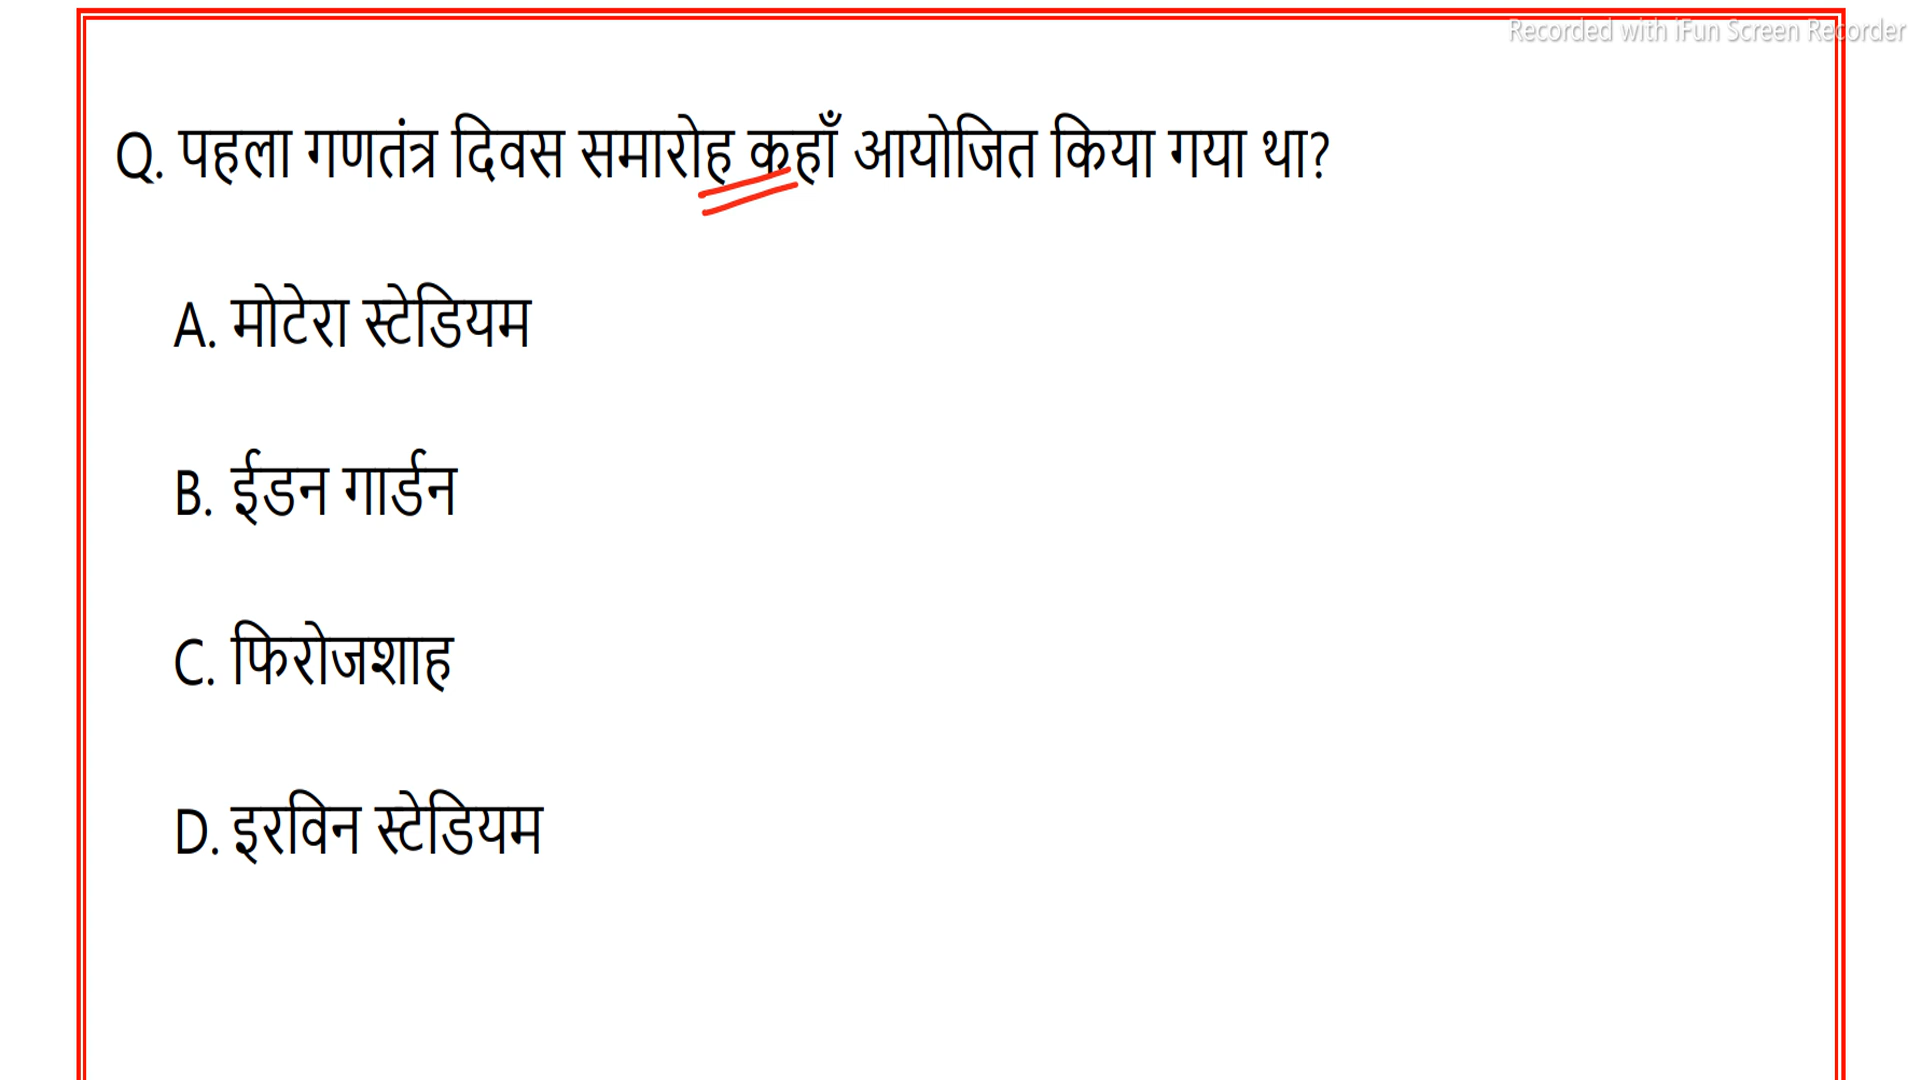 Recorded with iFun Screen Recorder
Q. पहला गणतंत्र दिवस समारोह कहाँ आयोजित किया गया था?
A. मोटेरा स्टेडियम
B. ईडन गार्डन
C. फिरोजशाह
D. इरविन स्टेडियम